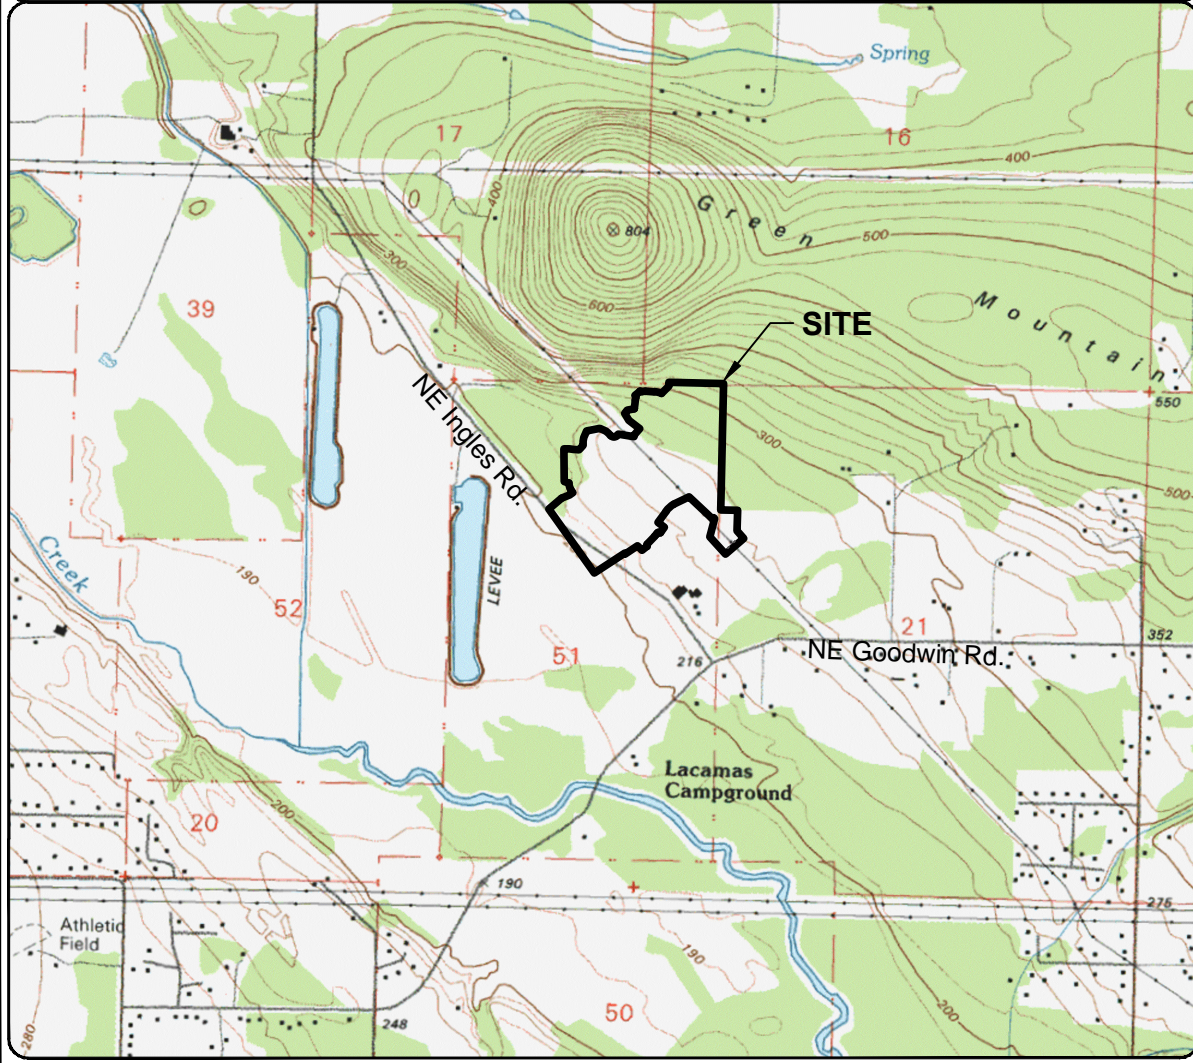 Spring
17
16
400
400
Green
804
500
300
600
39
Mountain
SITE
NE Ingles Rd.
550
300
500
Creek
190
LEVEE
52
51
21
352
NE Goodwin Rd.
216
Lacamas
Campground
200
20
190
275
Athletic
Field
190
50
200
248
280